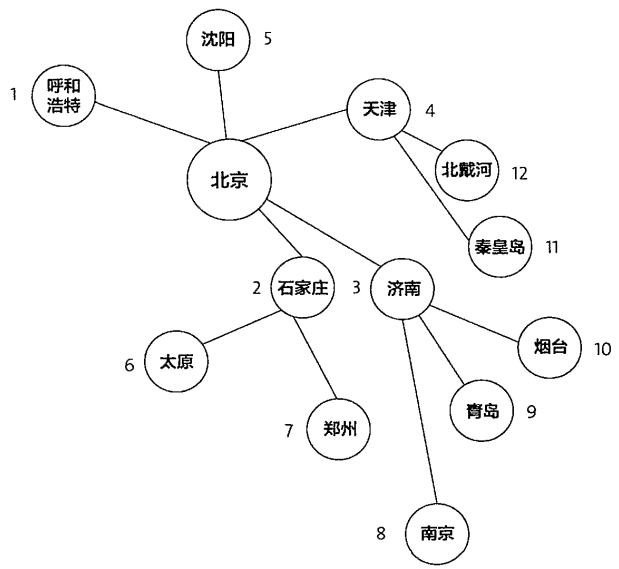 沈阳 5
1 呼和
浩特
天津 4
北京
北戴河 12
秦皇岛 11
2 石家庄
3 济南
6 太原
烟台 10
青岛 9
7 郑州
8 南京